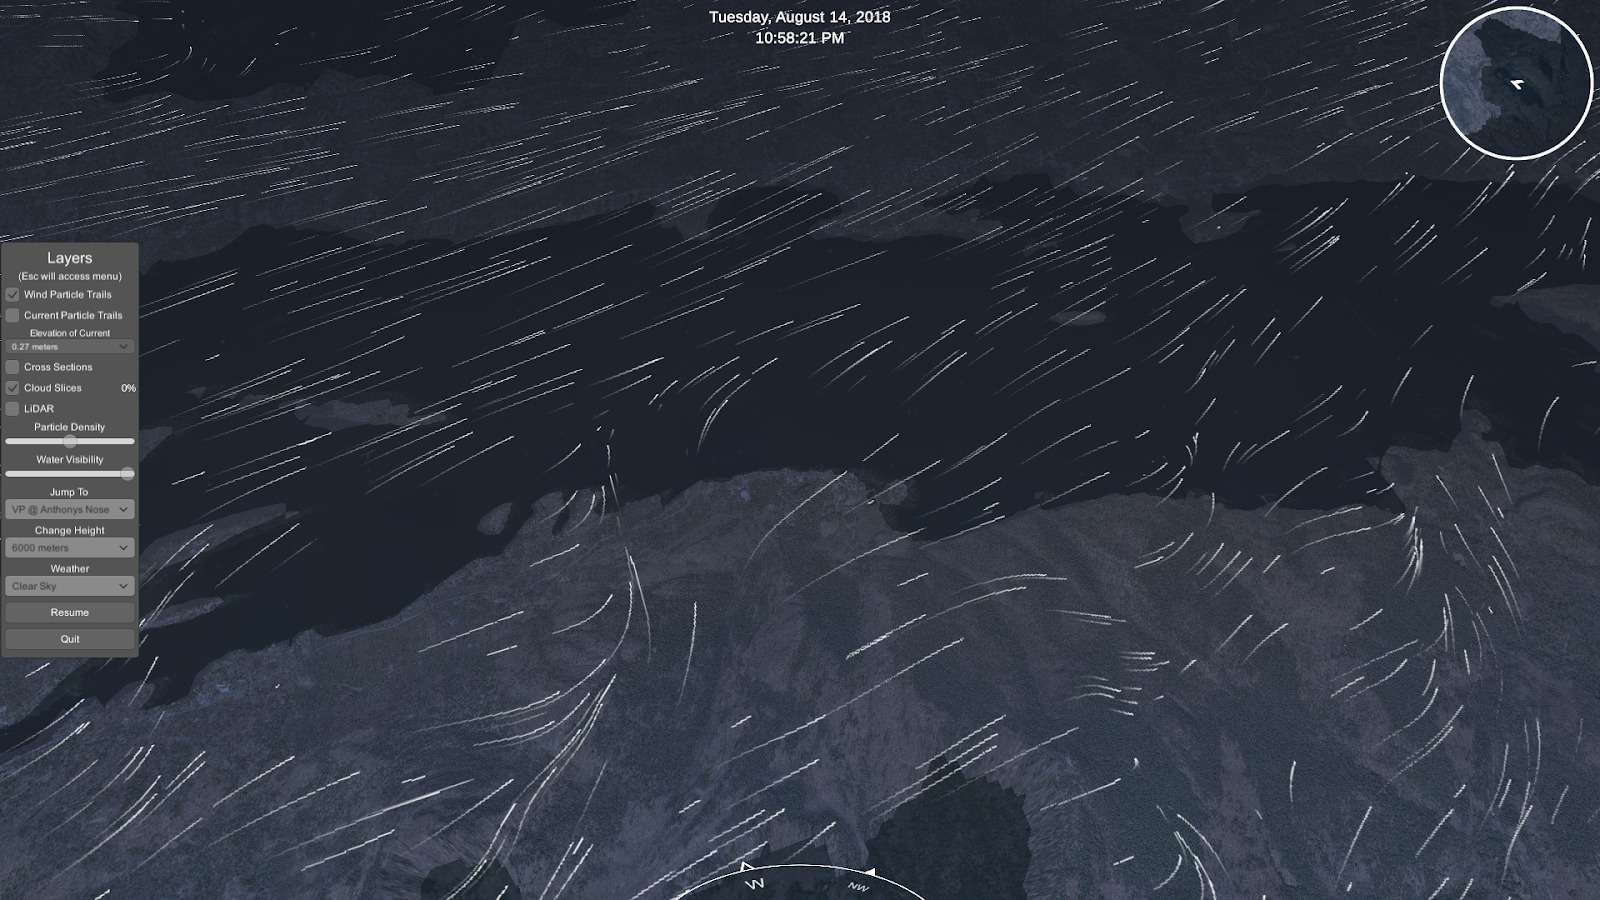 Tuesday, August 14, 2018
10:58:21 PM
Layers
(Esc will access menu)
Wind Particle Trails
Current Particle Trails
Elevation of Current
0.27 meters
Cross Sections
Cloud Slices 0%
LiDAR
Particle Density
Water Visibility
Jump To
VP @ Anthonys Nose
Change Height
6000 meters
Weather
Clear Sky
Resume
Quit
W NW